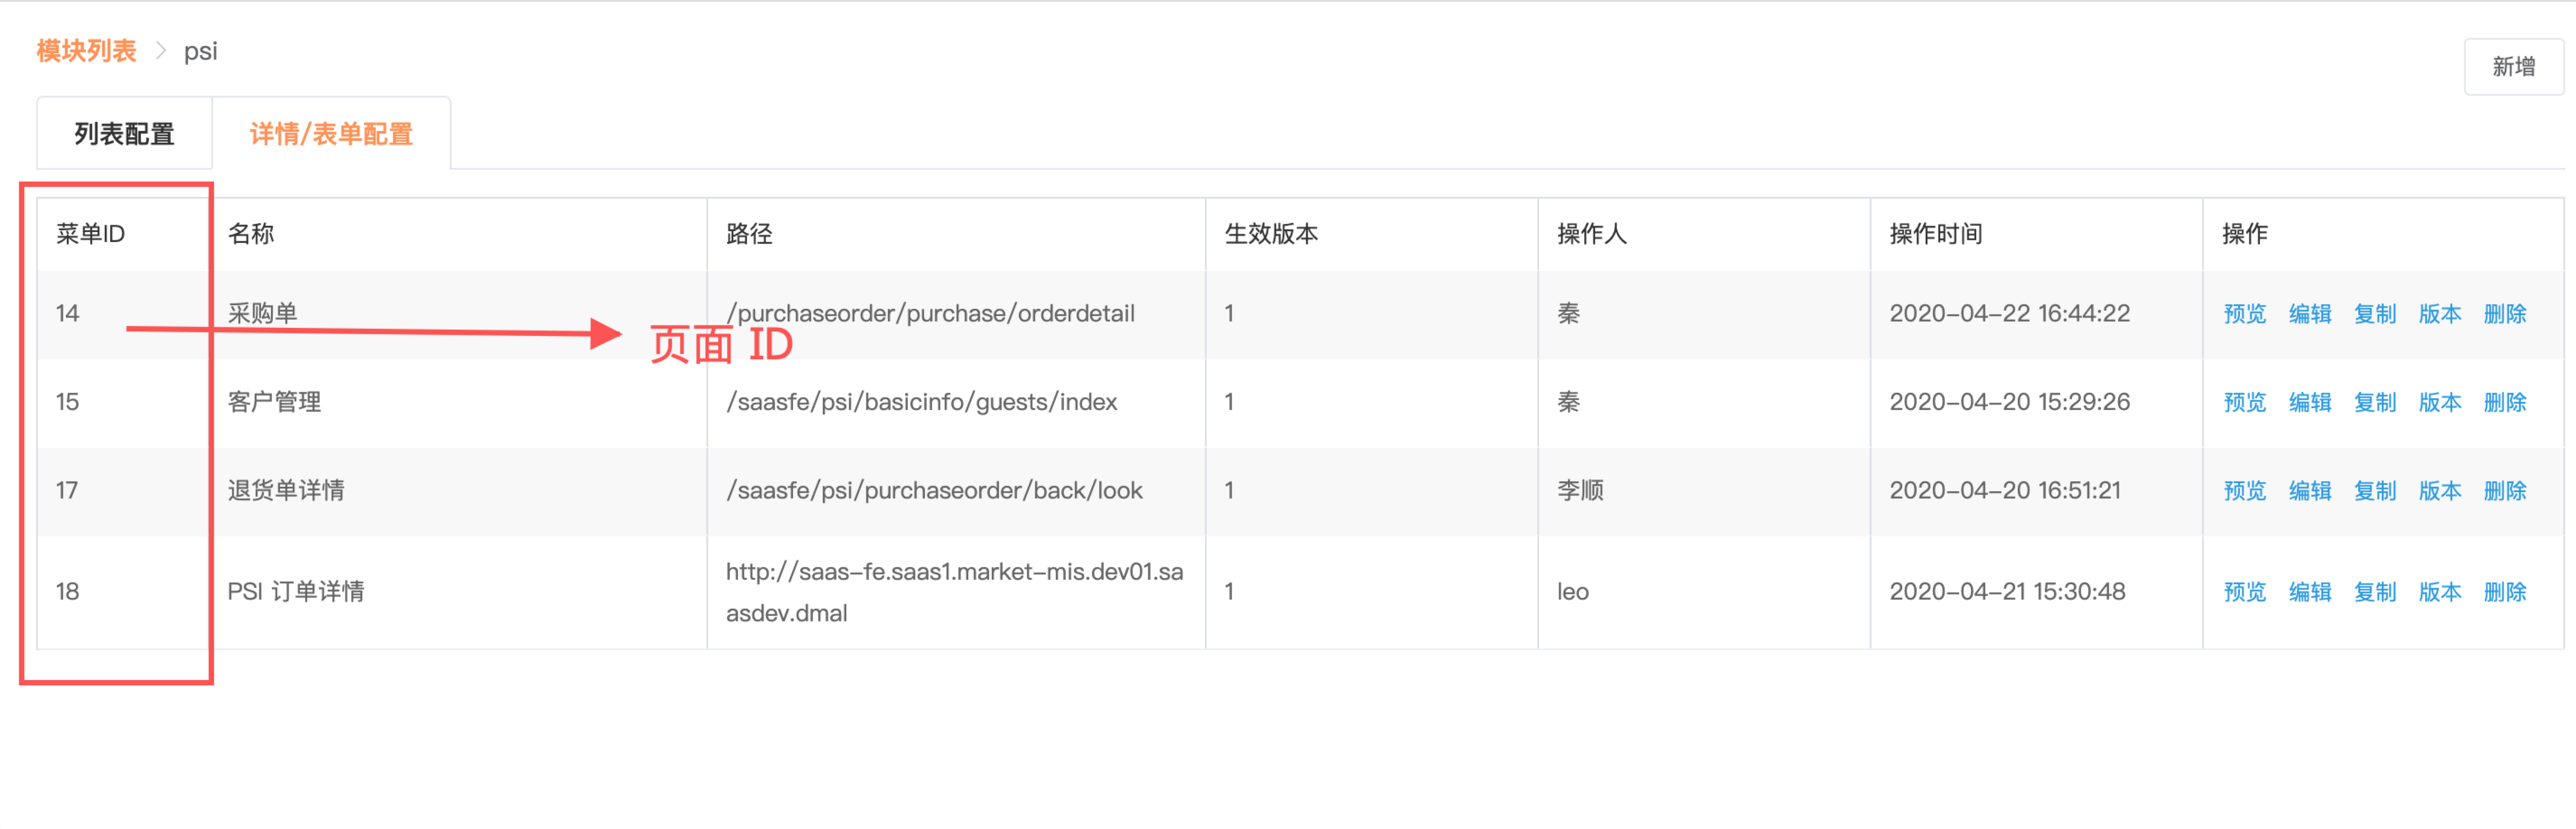 模块列表 > psi
新增
列表配置 详情/表单配置
菜单ID 名称 路径 生效版本 操作人 操作时间 操作
14 采购单 /purchaseorder/purchase/orderdetail 1 秦 2020-04-22 16:44:22 预览 编辑 复制 版本 删除
页面 ID
15 客户管理 /saasfe/psi/basicinfo/guests/index 1 秦 2020-04-20 15:29:26 预览 编辑 复制 版本 删除
17 退货单详情 /saasfe/psi/purchaseorder/back/look 1 李顺 2020-04-20 16:51:21 预览 编辑 复制 版本 删除
18 PSI 订单详情 http://saas-fe.saas1.market-mis.dev01.sa 1 leo 2020-04-21 15:30:48 预览 编辑 复制 版本 删除
asdev.dmal